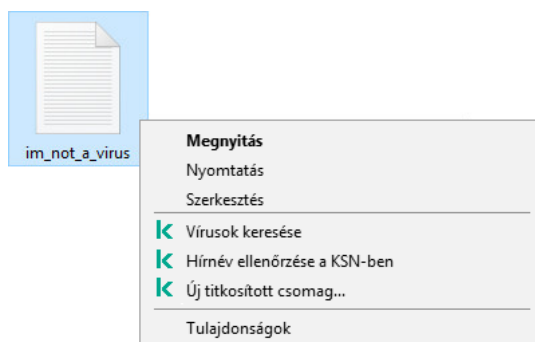 im_not_a_virus
Megnyitás
Nyomtatás
Szerkesztés
Vírusok keresése
Hírnév ellenőrzése a KSN-ben
Új titkosított csomag...
Tulajdonságok